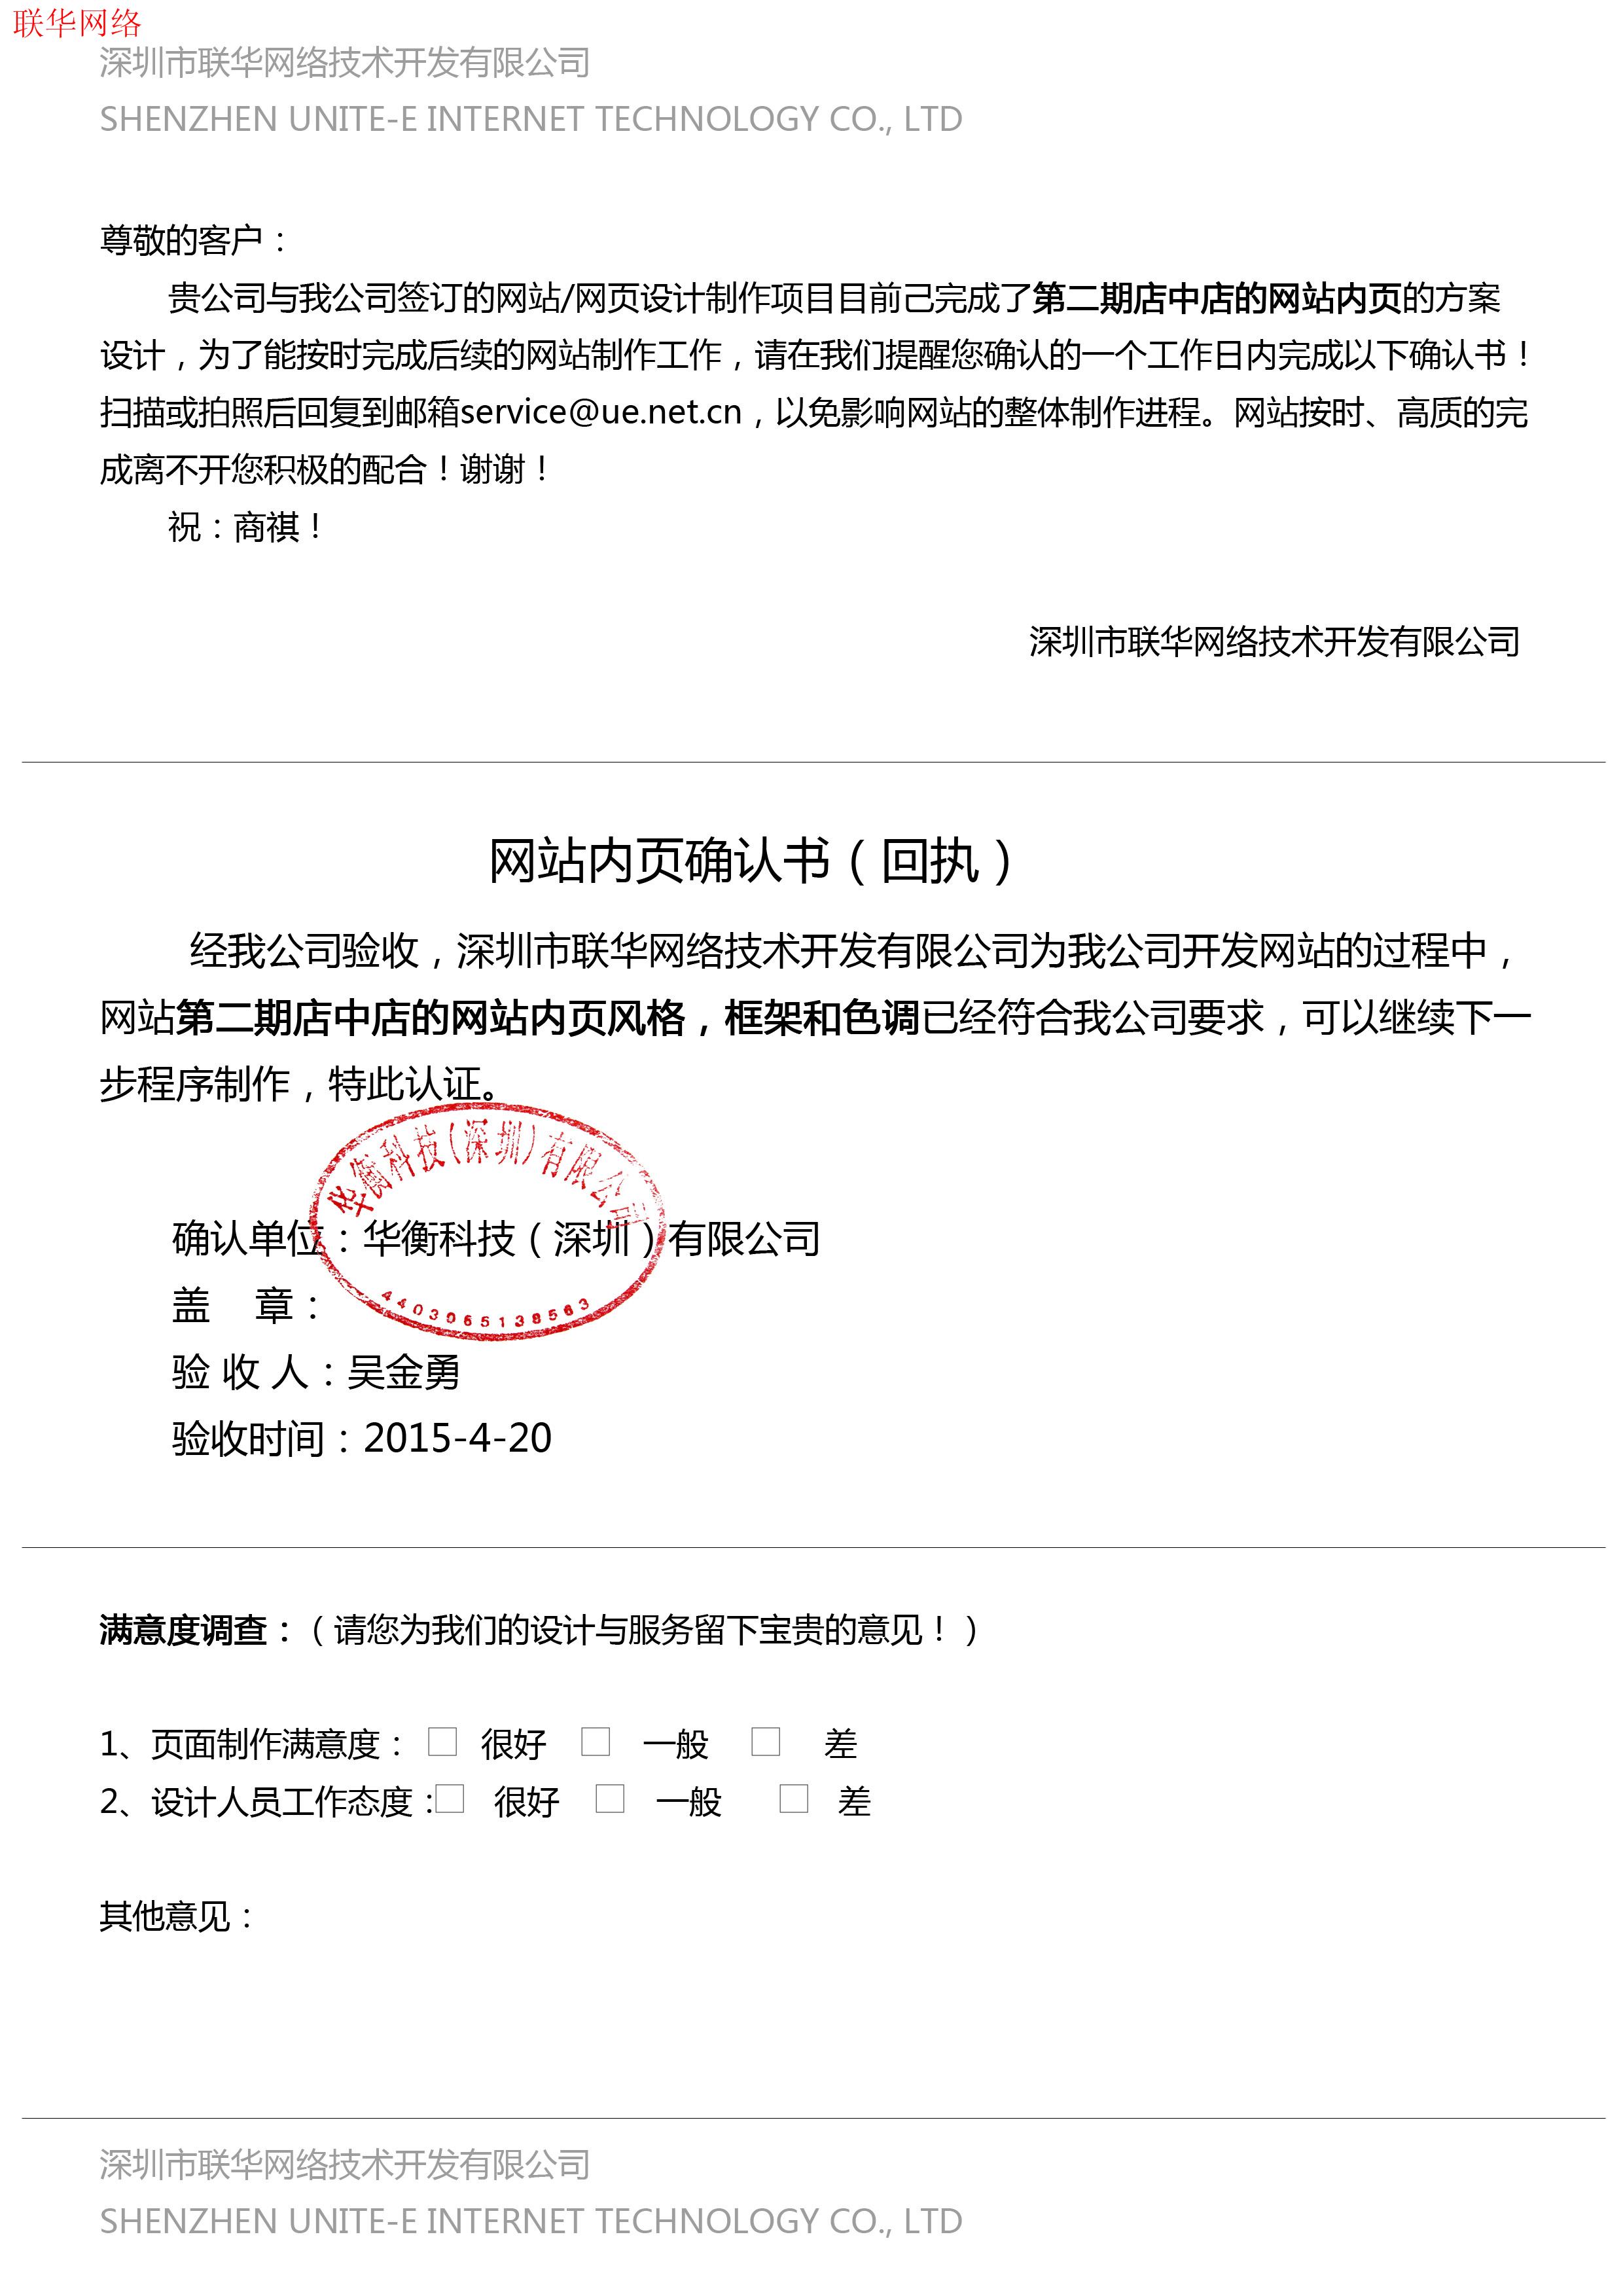 联华网络
深圳市联华网络技术开发有限公司
SHENZHEN UNITE-E INTERNET TECHNOLOGY CO., LTD
尊敬的客户：
贵公司与我公司签订的网站/网页设计制作项目目前己完成了第二期店中店的网站内页的方案
设计，为了能按时完成后续的网站制作工作，请在我们提醒您确认的一个工作日内完成以下确认书！
扫描或拍照后回复到邮箱service@ue.net.cn，以免影响网站的整体制作进程。网站按时、高质的完
成离不开您积极的配合！谢谢！
祝：商祺！
深圳市联华网络技术开发有限公司
网站内页确认书（回执）
经我公司验收，深圳市联华网络技术开发有限公司为我公司开发网站的过程中，
网站第二期店中店的网站内页风格，框架和色调已经符合我公司要求，可以继续下一
步程序制作，特此认证。
华衡科技(深圳)有限公司
确认单位：华衡科技（深圳）有限公司
盖 章：
4403065138563
验 收 人：吴金勇
验收时间：2015-4-20
满意度调查：（请您为我们的设计与服务留下宝贵的意见！）
1、页面制作满意度： □ 很好 □ 一般 □ 差
2、设计人员工作态度：□ 很好 □ 一般 □ 差
其他意见：
深圳市联华网络技术开发有限公司
SHENZHEN UNITE-E INTERNET TECHNOLOGY CO., LTD